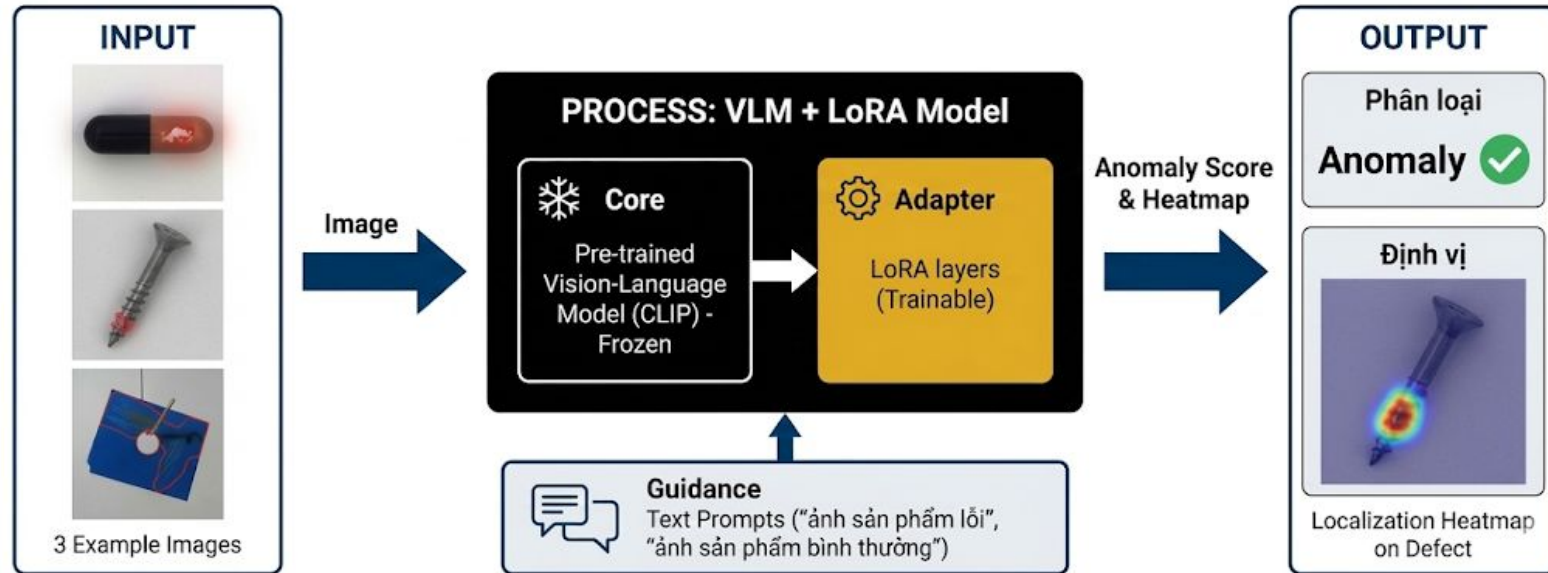 INPUT
3 Example Images
Image
PROCESS: VLM + LoRA Model
Core
Pre-trained
Vision-Language
Model (CLIP) -
Frozen
Adapter
LoRA layers
(Trainable)
Guidance
Text Prompts (“ảnh sản phẩm lỗi”,
“ảnh sản phẩm bình thường”)
Anomaly Score
& Heatmap
OUTPUT
Phân loại
Anomaly
Định vị
Localization Heatmap
on Defect